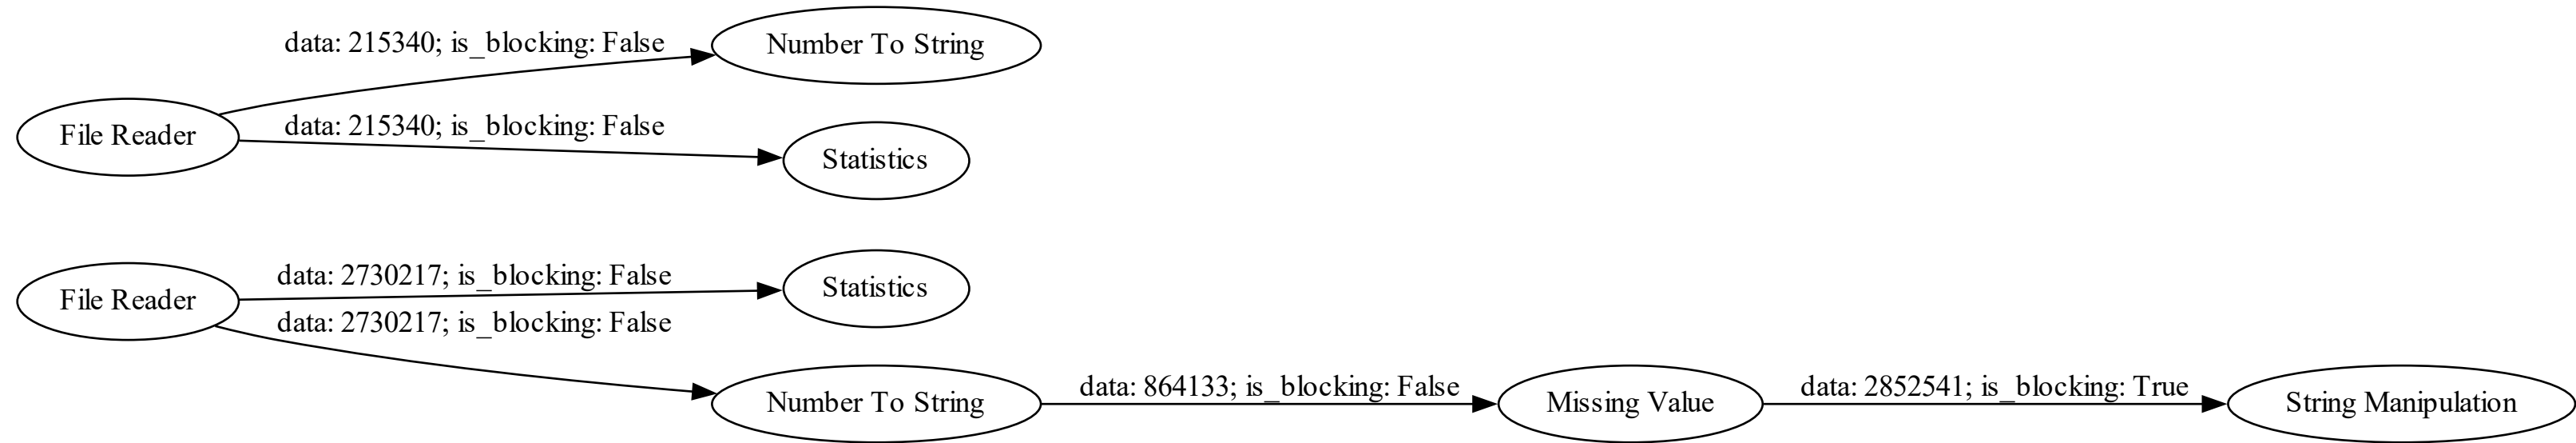 data: 215340; is_blocking: False
Number To String
File Reader
data: 215340; is_blocking: False
Statistics
File Reader
data: 2730217; is_blocking: False
Statistics
data: 2730217; is_blocking: False
Number To String
data: 864133; is_blocking: False
Missing Value
data: 2852541; is_blocking: True
String Manipulation